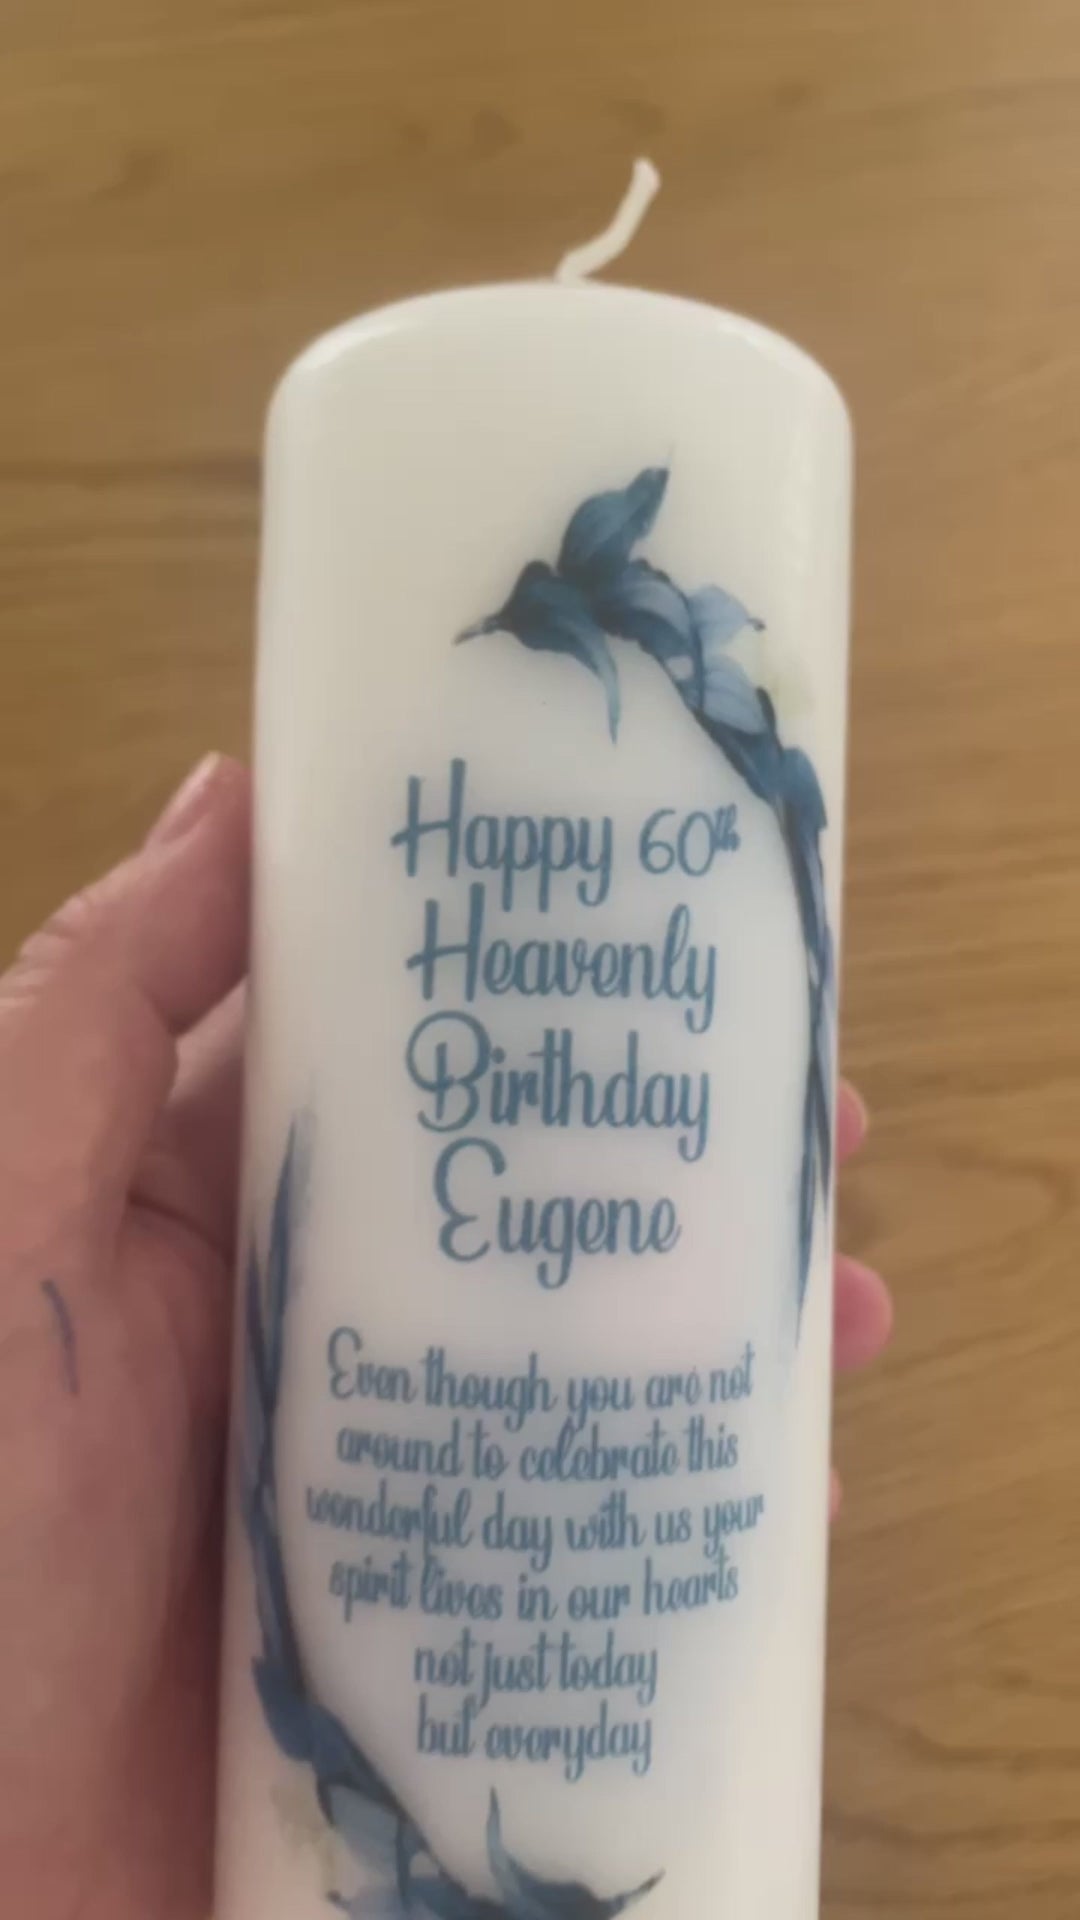 Happy 60th
Heavenly
Birthday
Eugene
Even though you are not
around to celebrate this
wonderful day with us your
spirit lives in our hearts
not just today
but everyday